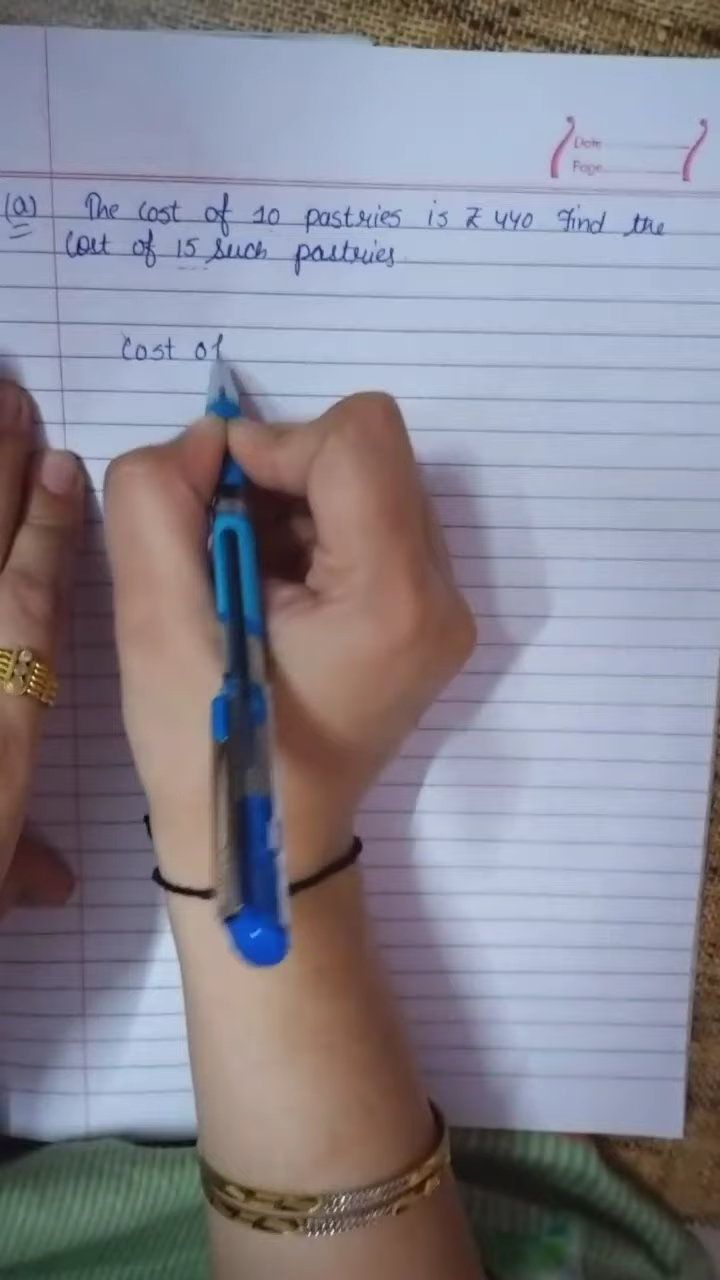 Date
Page
(a) The cost of 10 pastries is ₹ 440 find the
cost of 15 such pastries
Cost of